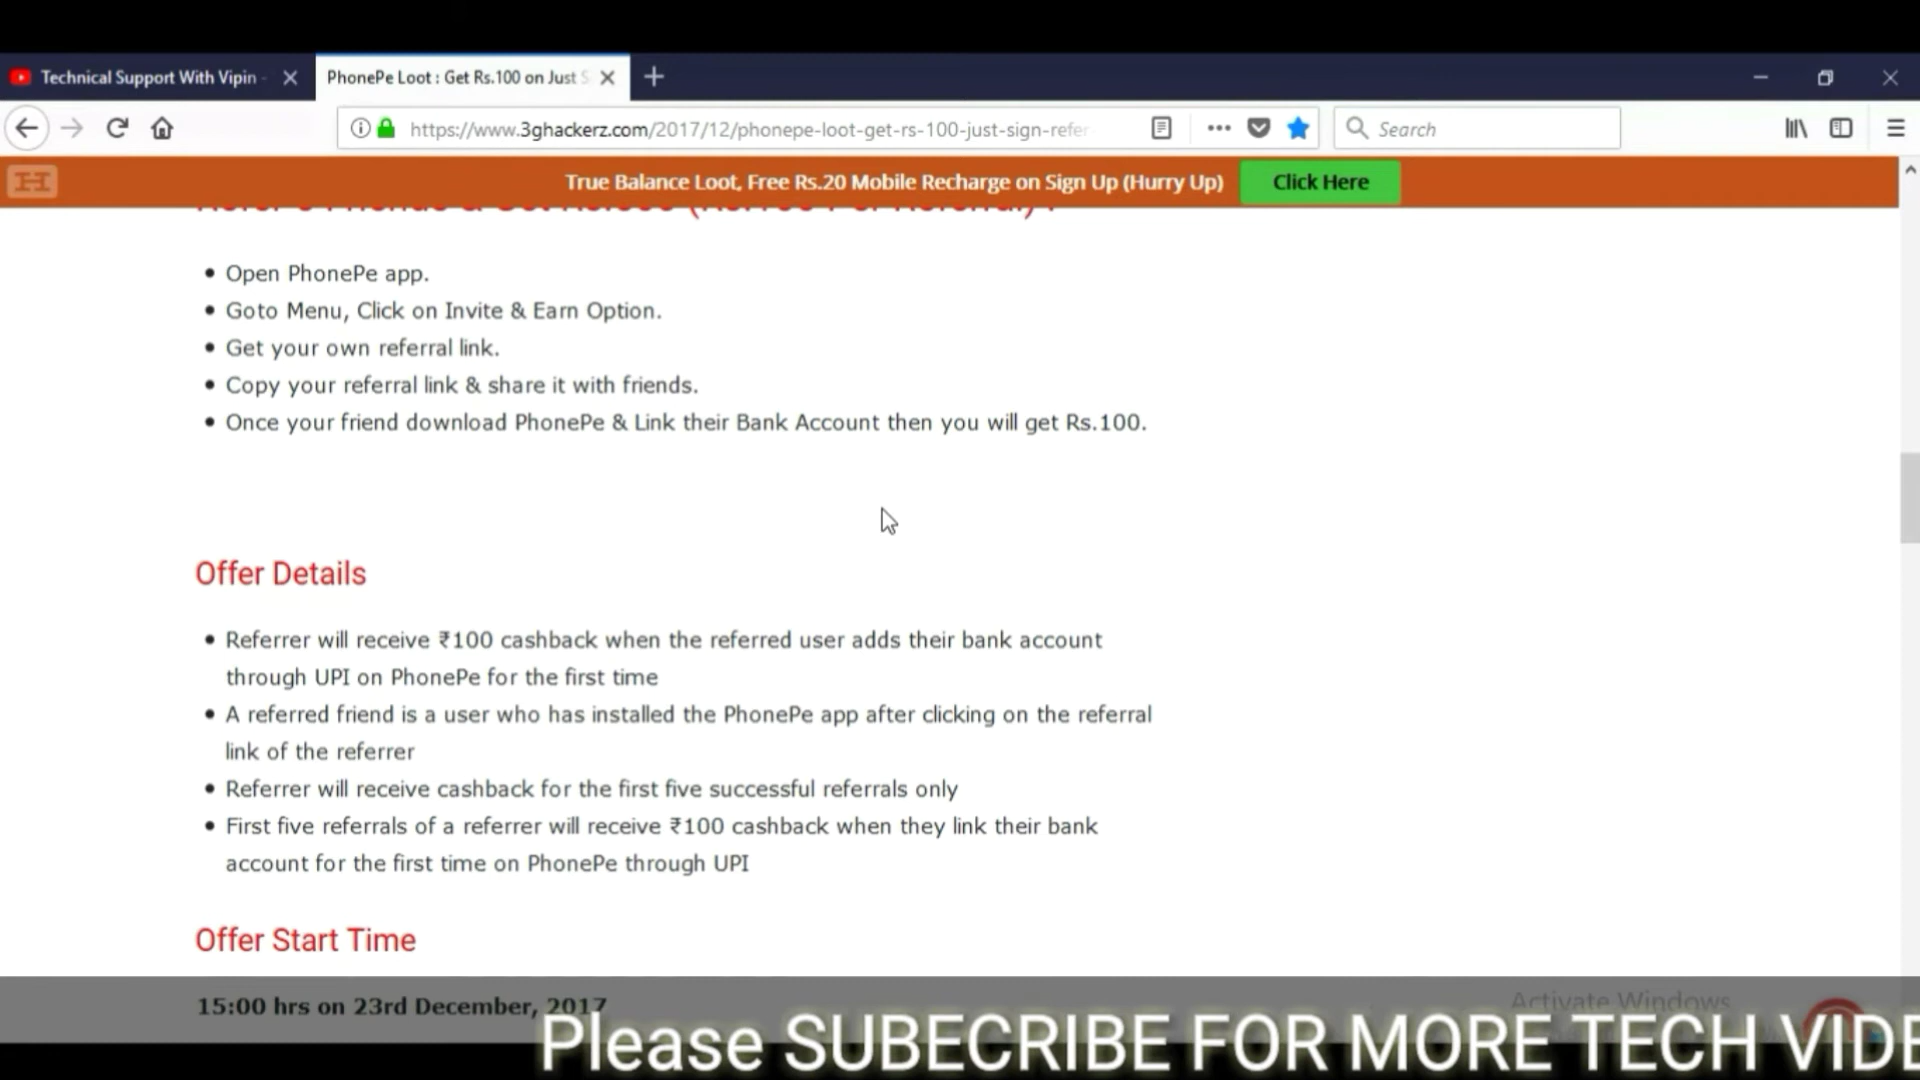 Technical Support With Vipin -
PhonePe Loot : Get Rs.100 on Just S
https://www.3ghackerz.com/2017/12/phonepe-loot-get-rs-100-just-sign-refer
Search
True Balance Loot, Free Rs.20 Mobile Recharge on Sign Up (Hurry Up)
Click Here
Open PhonePe app.
Goto Menu, Click on Invite & Earn Option.
Get your own referral link.
Copy your referral link & share it with friends.
Once your friend download PhonePe & Link their Bank Account then you will get Rs.100.
Offer Details
Referrer will receive ₹100 cashback when the referred user adds their bank account
through UPI on PhonePe for the first time
A referred friend is a user who has installed the PhonePe app after clicking on the referral
link of the referrer
Referrer will receive cashback for the first five successful referrals only
First five referrals of a referrer will receive ₹100 cashback when they link their bank
account for the first time on PhonePe through UPI
Offer Start Time
15:00 hrs on 23rd December, 2017
Activate Windows
Please SUBECRIBE FOR MORE TECH VIDE